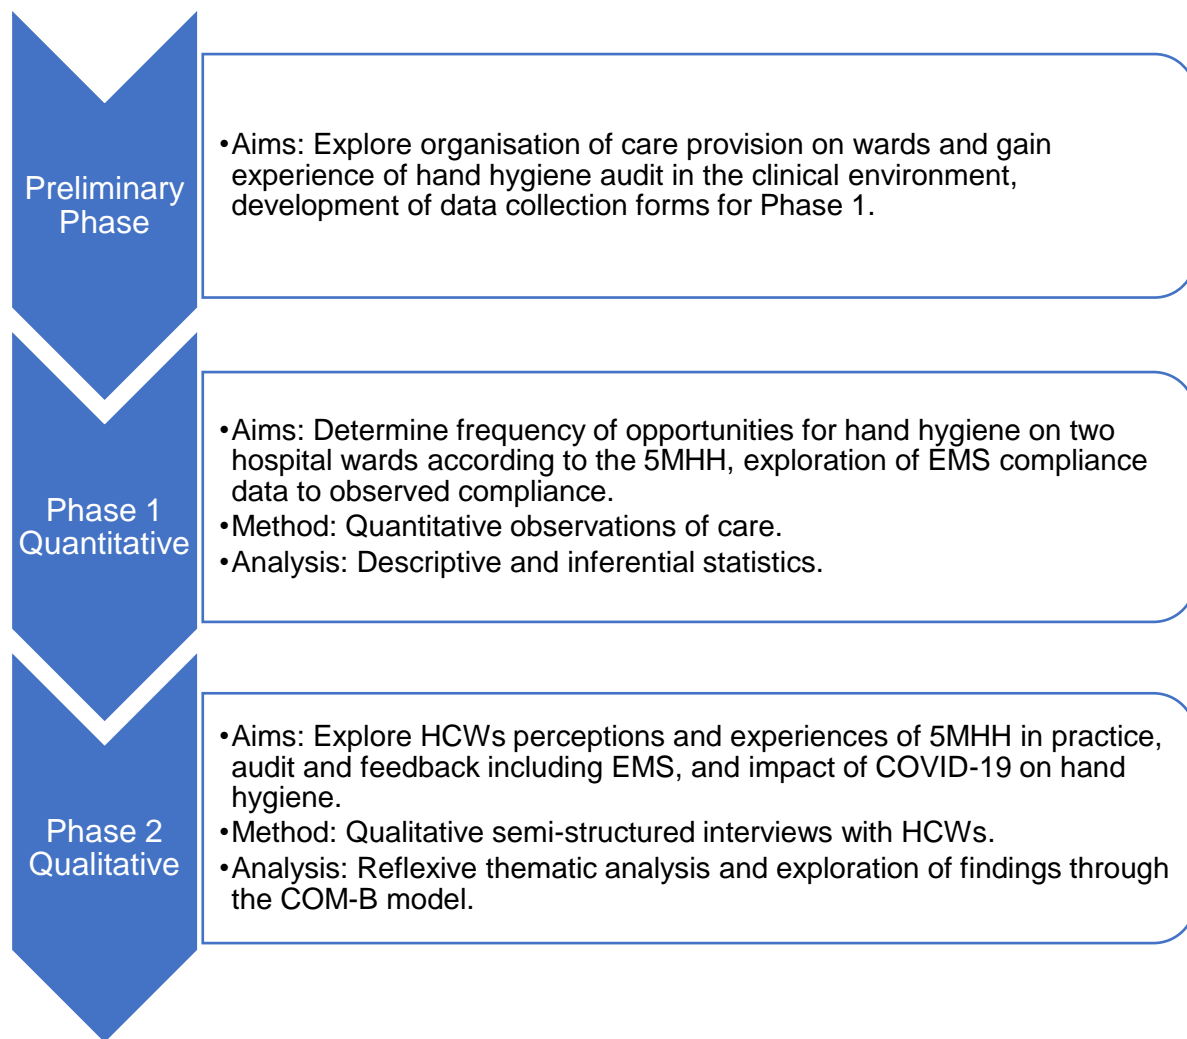 Preliminary
Phase
•Aims: Explore organisation of care provision on wards and gain
experience of hand hygiene audit in the clinical environment,
development of data collection forms for Phase 1.
Phase 1
Quantitative
•Aims: Determine frequency of opportunities for hand hygiene on two
hospital wards according to the 5MHH, exploration of EMS compliance
data to observed compliance.
•Method: Quantitative observations of care.
•Analysis: Descriptive and inferential statistics.
Phase 2
Qualitative
•Aims: Explore HCWs perceptions and experiences of 5MHH in practice,
audit and feedback including EMS, and impact of COVID-19 on hand
hygiene.
•Method: Qualitative semi-structured interviews with HCWs.
•Analysis: Reflexive thematic analysis and exploration of findings through
the COM-B model.